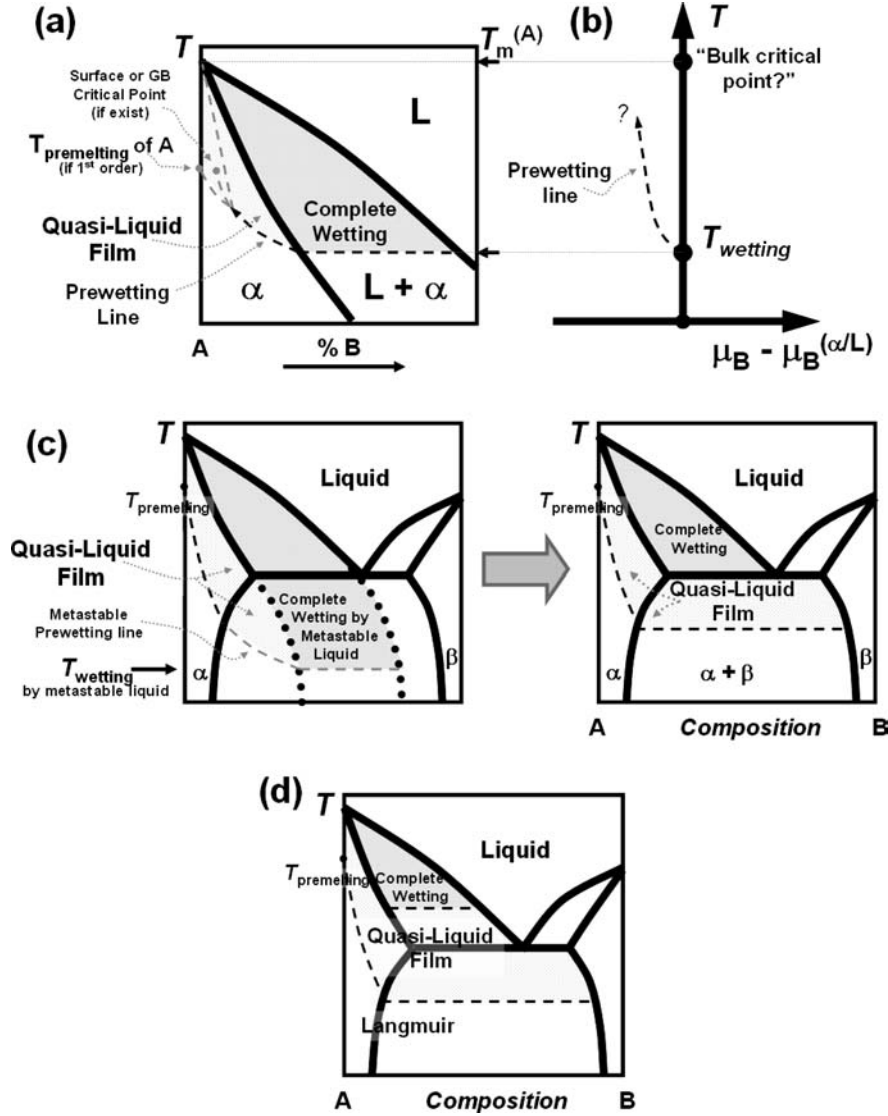 (a)
T
Surface or GB
Critical Point
(if exist)
T premelting of A
(if 1st order)
Quasi-Liquid
Film
Prewetting
Line
L
Complete
Wetting
α
L + α
A
% B
Tm(A)
(b)
T
“Bulk critical
point?”
?
Prewetting
line
Twetting
μB - μB(α/L)
(c)
T
Liquid
Tpremelting
Quasi-Liquid
Film
Complete
Wetting by
Metastable
Liquid
Metastable
Prewetting line
Twetting
by metastable liquid
α
β
T
Liquid
Tpremelting
Complete
Wetting
Quasi-Liquid
Film
α
α + β
β
A
Composition
B
(d)
T
Liquid
Tpremelting
Complete
Wetting
Quasi-Liquid
Film
Langmuir
A
Composition
B